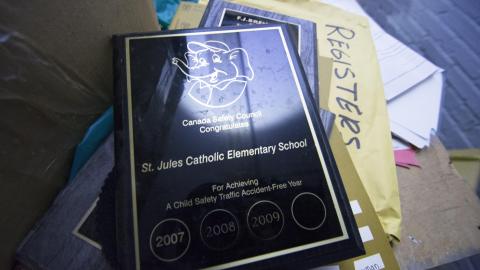 Canada Safety Council
Congratulates
St. Jules Catholic Elementary School
For Achieving
A Child Safety Traffic Accident-Free Year
2007
2008
2009
REGISTERS